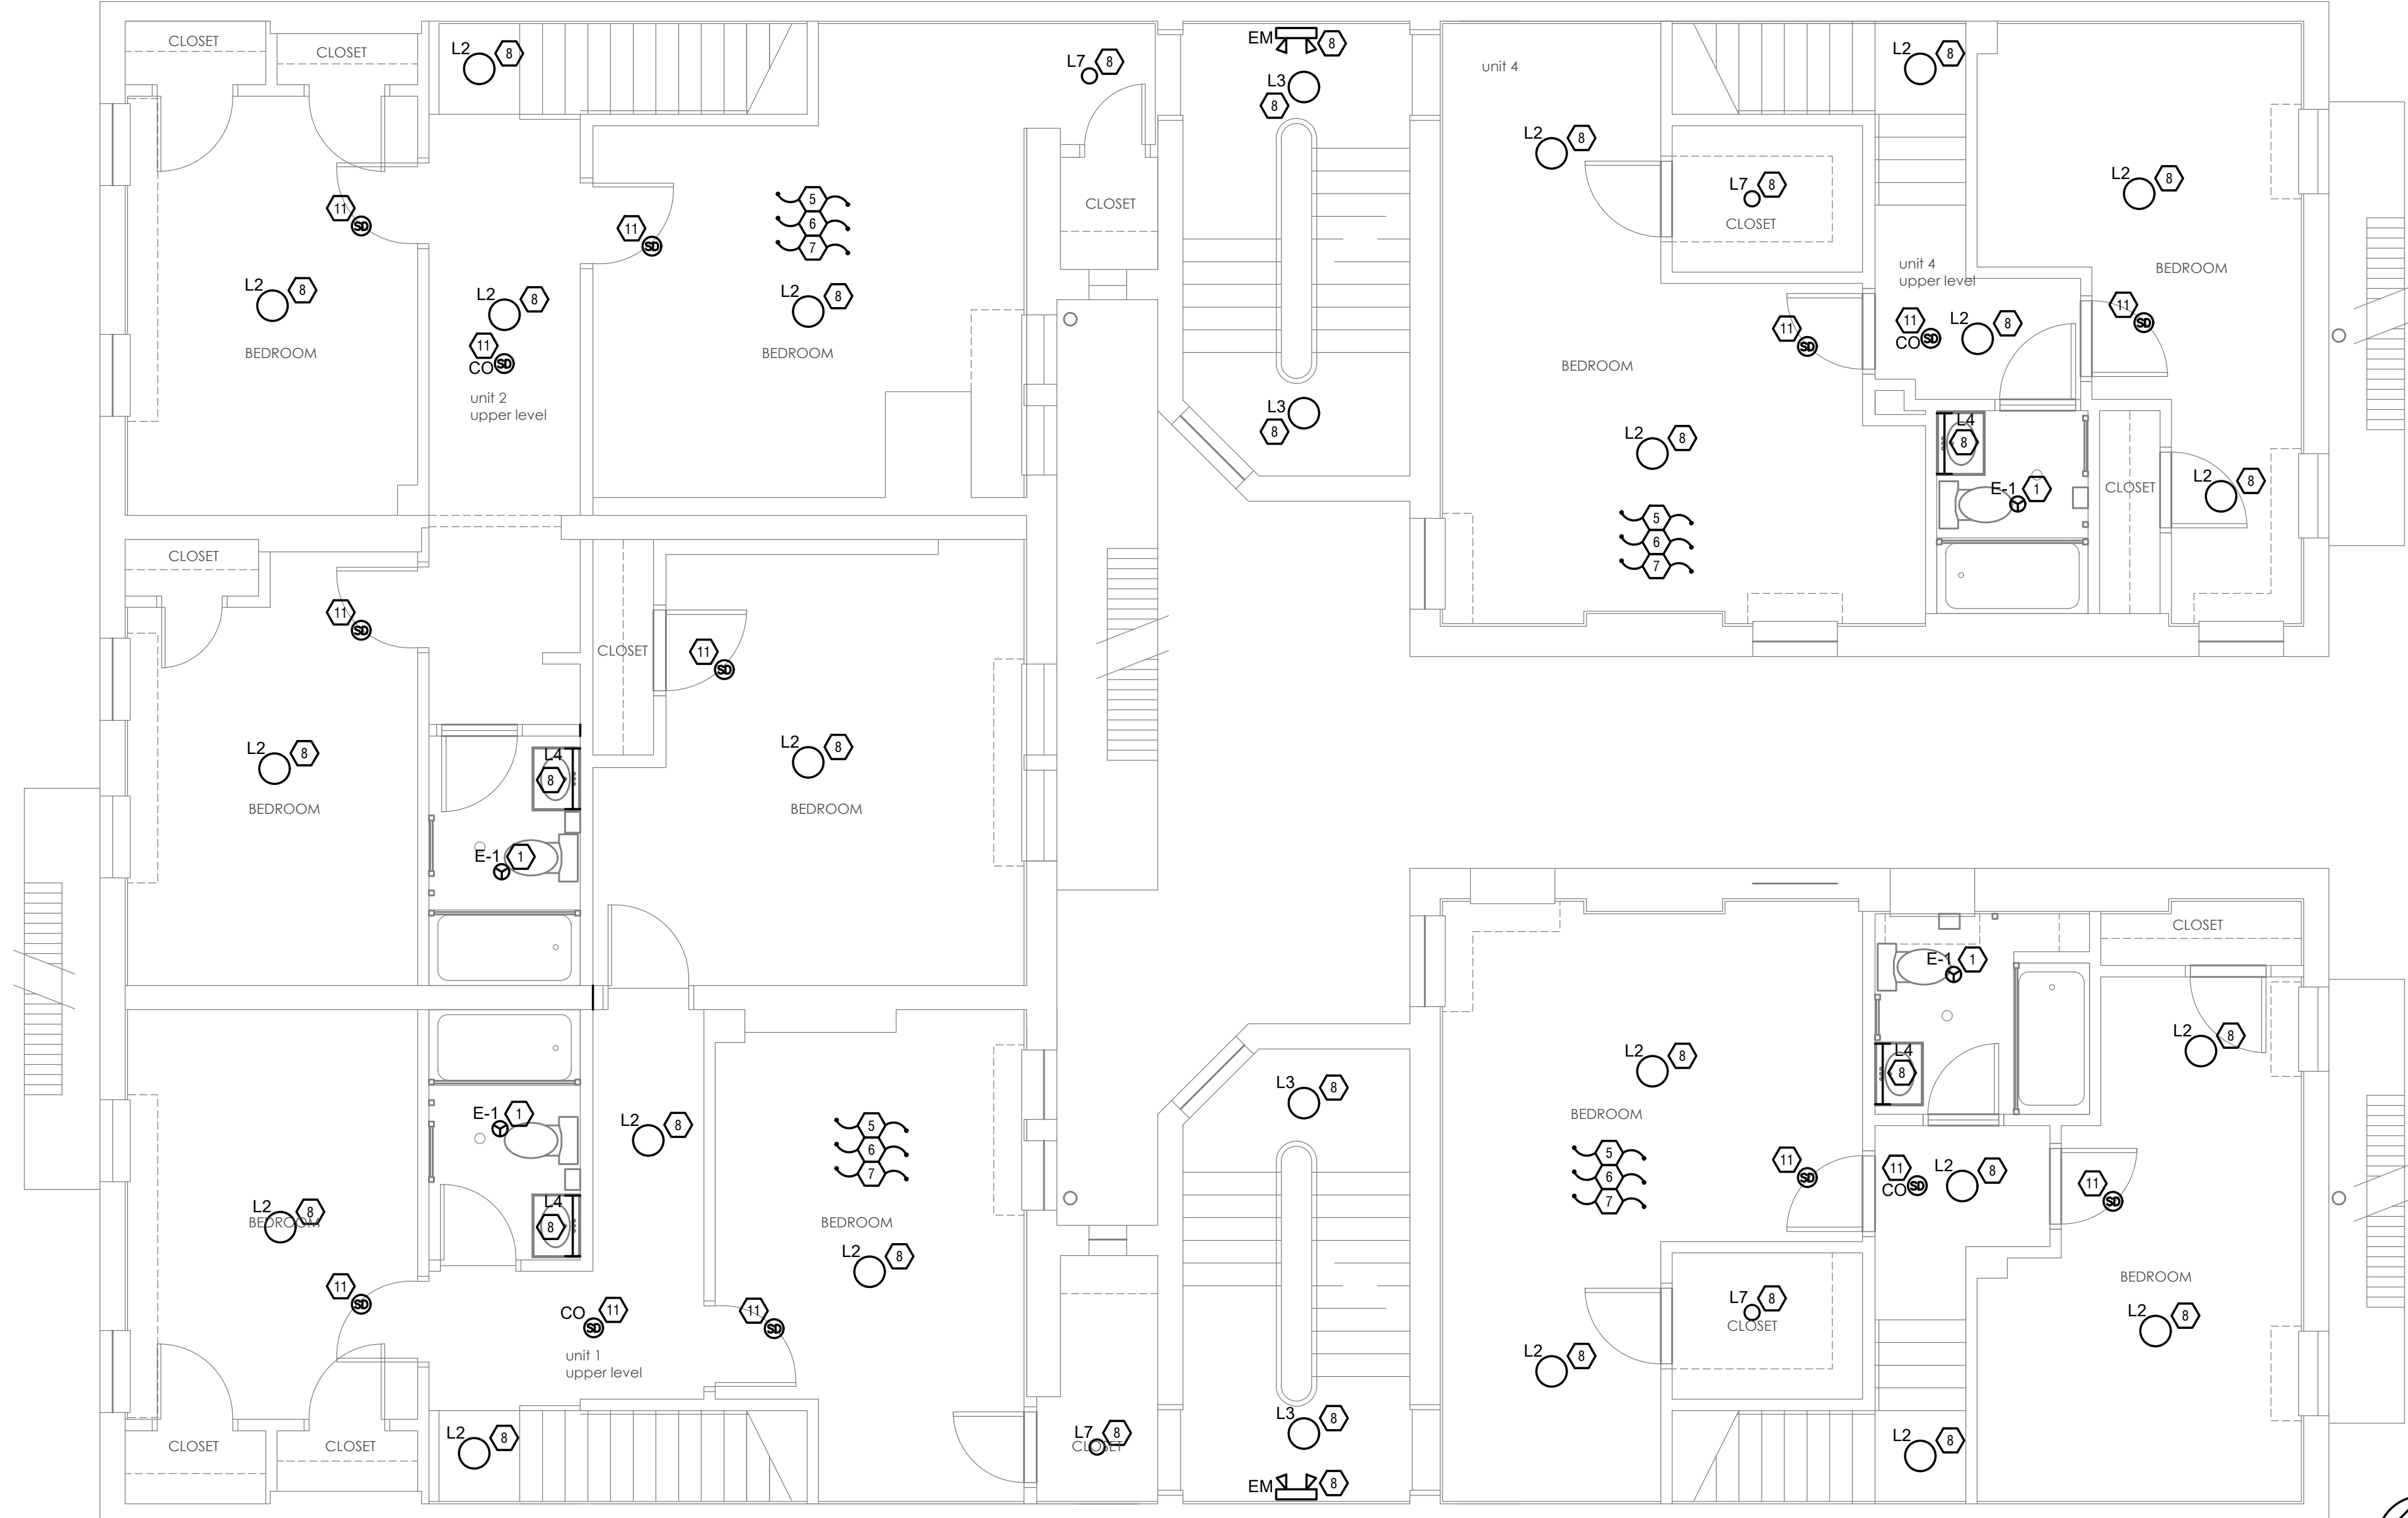 CLOSET
CLOSET
L2 8
L7 8
EM 8
L3
8
unit 4
L2 8
L2 8
L7 8
CLOSET
L2 8
11 SD
11 SD
5
6
7
CLOSET
BEDROOM
unit 4
upper level
L2 8
L2 8
L2 8
11 SD
11
CO SD
L2 8
11 SD
11
CO SD
BEDROOM
BEDROOM
BEDROOM
unit 2
upper level
L3
8
L2 8
L4
8
L2 8
E-1 1
CLOSET
5
6
7
CLOSET
11 SD
CLOSET
11 SD
L2 8
L4
8
L2 8
BEDROOM
BEDROOM
E-1 1
CLOSET
E-1 1
L2 8
L2 8
L4
8
L3 8
E-1 1
L2 8
5
6
7
BEDROOM
5
6
7
11 SD
11
CO SD
L2 8
11 SD
L2 8
BEDROOM
L4
8
BEDROOM
L2 8
BEDROOM
11 SD
CO 11
SD
11 SD
L7 8
CLOSET
L2 8
unit 1
upper level
L2 8
L2 8
CLOSET
CLOSET
L7 8
CLOSET
L3 8
L2 8
EM 8